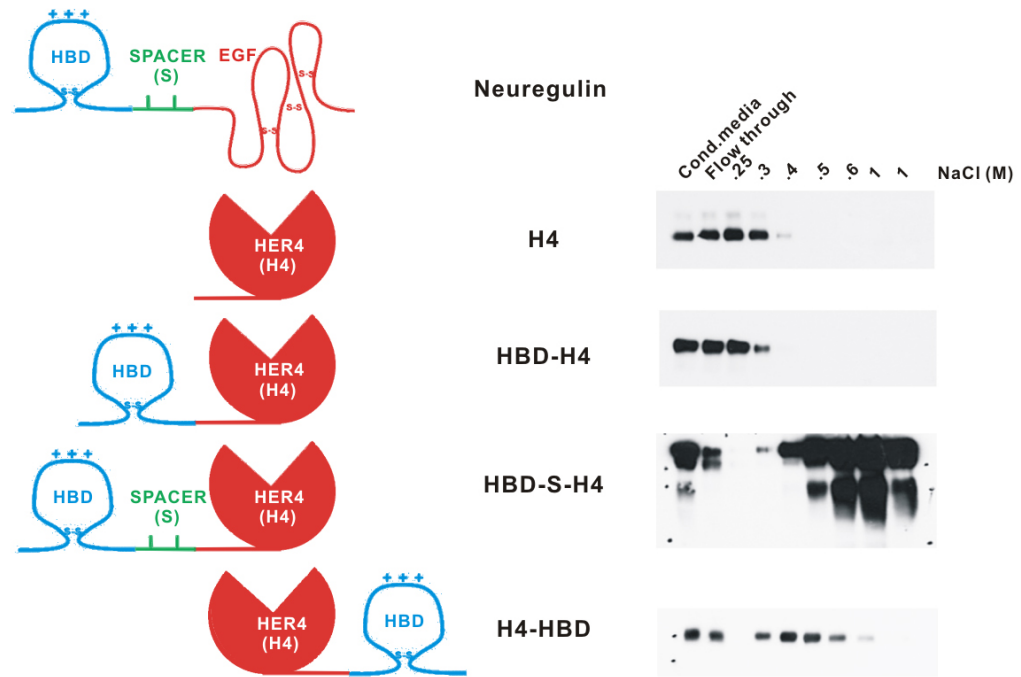 + + +
HBD
S-S
SPACER
(S)
EGF
S-S
S-S
S-S
Neuregulin
Cond.media
Flow through
.25
.3
.4
.5
.6
1
1
NaCl (M)
HER4
(H4)
H4
+ + +
HBD
S-S
HER4
(H4)
HBD-H4
+ + +
HBD
S-S
SPACER
(S)
HER4
(H4)
HBD-S-H4
HER4
(H4)
+ + +
HBD
S-S
H4-HBD